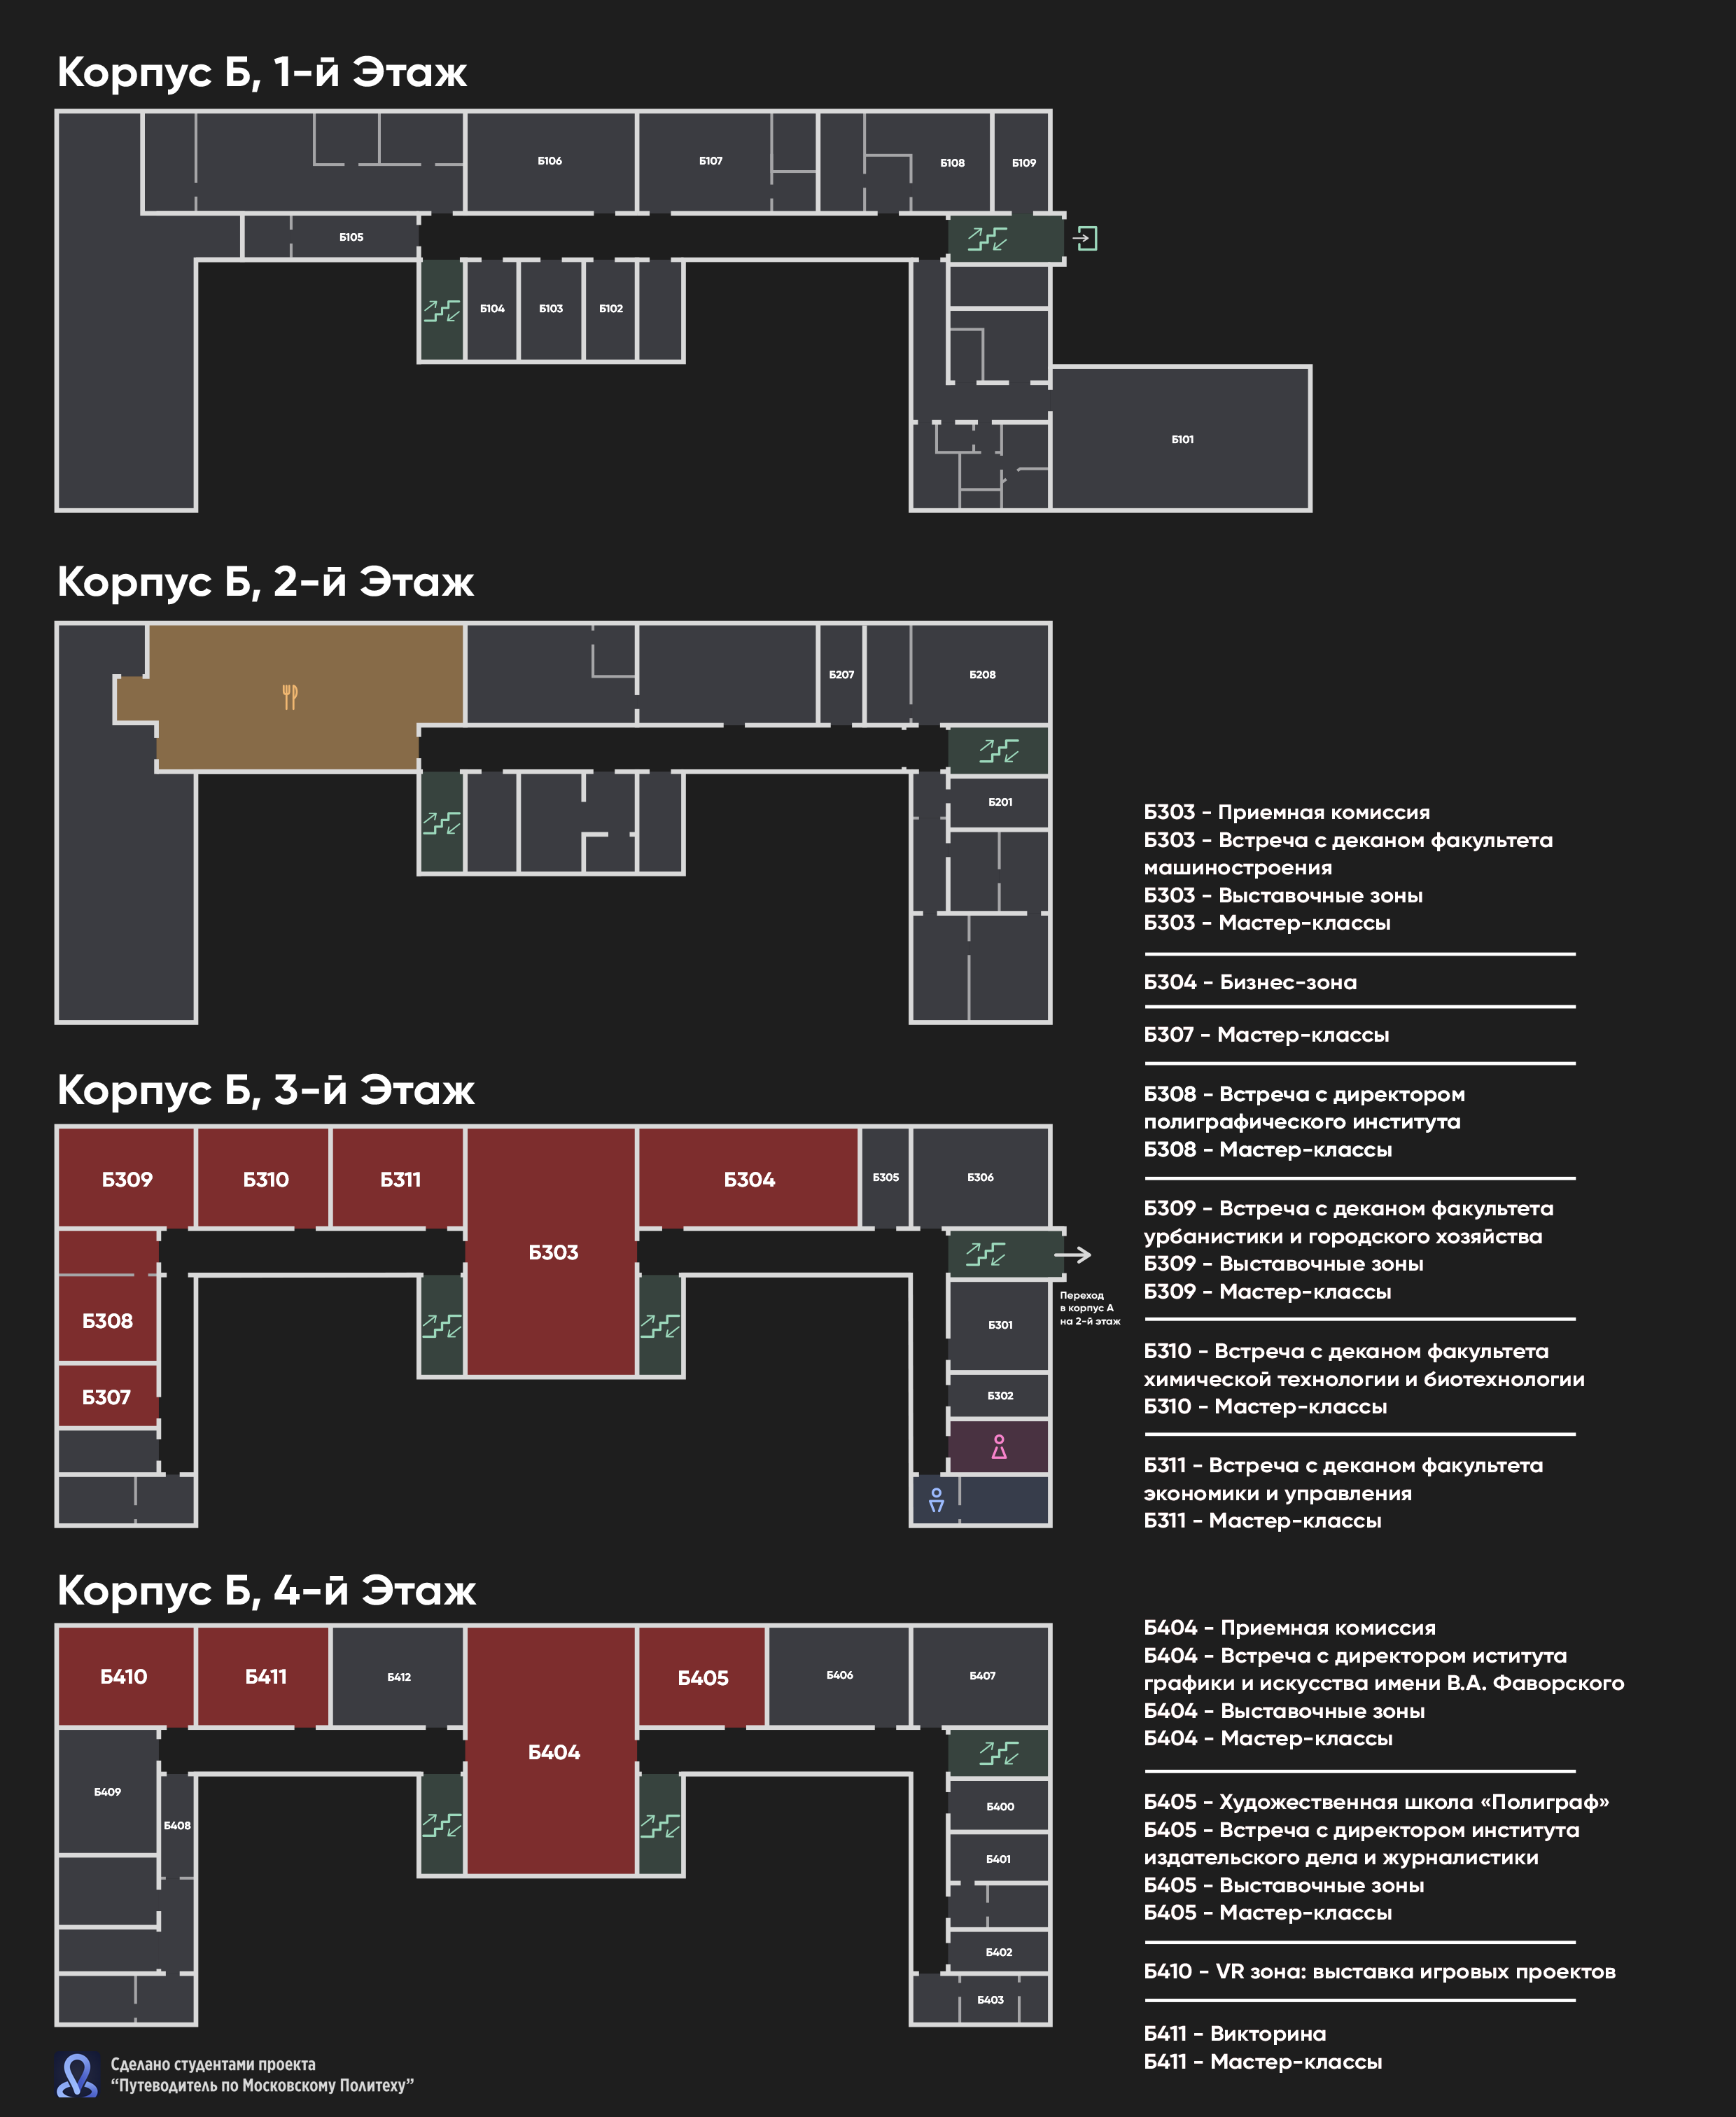 Корпус Б, 1-й Этаж
Б106
Б107
Б108
Б109
Б105
Б104
Б103
Б102
Б101
Корпус Б, 2-й Этаж
Б207
Б208
Б201
Б303 - Приемная комиссия
Б303 - Встреча с деканом факультета
машиностроения
Б303 - Выставочные зоны
Б303 - Мастер-классы
Б304 - Бизнес-зона
Б307 - Мастер-классы
Корпус Б, 3-й Этаж
Б309
Б310
Б311
Б303
Б304
Б305
Б306
Б308
Б307
Переход
в корпус А
на 2-й этаж
Б301
Б302
Б308 - Встреча с директором
полиграфического института
Б308 - Мастер-классы
Б309 - Встреча с деканом факультета
урбанистики и городского хозяйства
Б309 - Выставочные зоны
Б309 - Мастер-классы
Б310 - Встреча с деканом факультета
химической технологии и биотехнологии
Б310 - Мастер-классы
Б311 - Встреча с деканом факультета
экономики и управления
Б311 - Мастер-классы
Корпус Б, 4-й Этаж
Б410
Б411
Б412
Б404
Б405
Б406
Б407
Б409
Б408
Б400
Б401
Б402
Б403
Б404 - Приемная комиссия
Б404 - Встреча с директором иститута
графики и искусства имени В.А. Фаворского
Б404 - Выставочные зоны
Б404 - Мастер-классы
Б405 - Художественная школа «Полиграф»
Б405 - Встреча с директором института
издательского дела и журналистики
Б405 - Выставочные зоны
Б405 - Мастер-классы
Б410 - VR зона: выставка игровых проектов
Б411 - Викторина
Б411 - Мастер-классы
Сделано студентами проекта
“Путеводитель по Московскому Политеху”